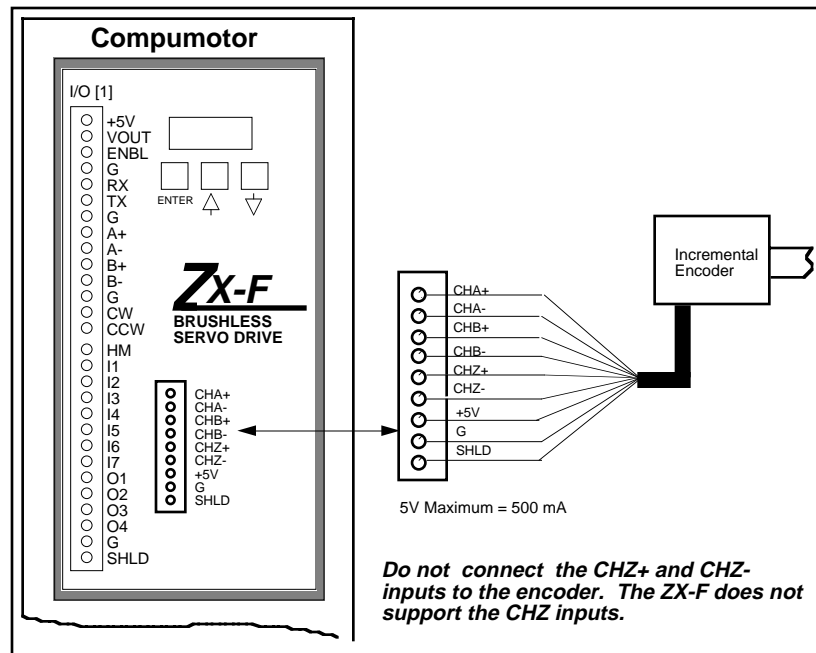 Compumotor
I/O [1]
+5V
VOUT
ENBL
G
RX
TX
G
A+
A-
B+
B-
G
CW
CCW
HM
I1
I2
I3
I4
I5
I6
I7
O1
O2
O3
O4
G
SHLD
ENTER
ZX-F
BRUSHLESS
SERVO DRIVE
CHA+
CHA-
CHB+
CHB-
CHZ+
CHZ-
+5V
G
SHLD
CHA+
CHA-
CHB+
CHB-
CHZ+
CHZ-
+5V
G
SHLD
Incremental
Encoder
5V Maximum = 500 mA
Do not connect the CHZ+ and CHZ-
inputs to the encoder. The ZX-F does not
support the CHZ inputs.